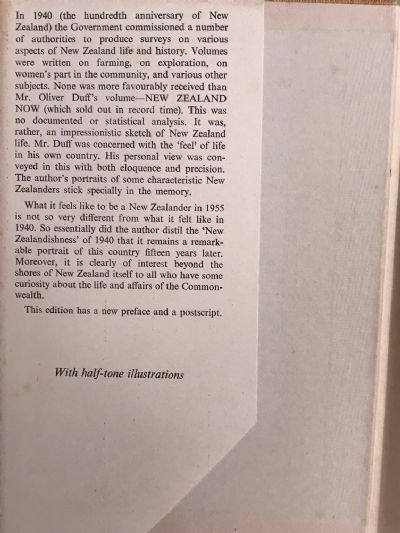 In 1940 (the hundredth anniversary of New
Zealand) the Government commissioned a number
of authorities to produce surveys on various
aspects of New Zealand life and history. Volumes
were written on farming, on exploration, on
women's part in the community, and various other
subjects. None was more favourably received than
Mr. Oliver Duff's volume—NEW ZEALAND
NOW (which sold out in record time). This was
no documented or statistical analysis. It was,
rather, an impressionistic sketch of New Zealand
life. Mr. Duff was concerned with the 'feel' of life
in his own country. His personal view was con-
veyed in this with both eloquence and precision.
The author's portraits of some characteristic New
Zealanders stick specially in the memory.
What it feels like to be a New Zealander in 1955
is not so very different from what it felt like in
1940. So essentially did the author distil the 'New
Zealandishness' of 1940 that it remains a remark-
able portrait of this country fifteen years later.
Moreover, it is clearly of interest beyond the
shores of New Zealand itself to all who have some
curiosity about the life and affairs of the Common-
wealth.
This edition has a new preface and a postscript.
With half-tone illustrations